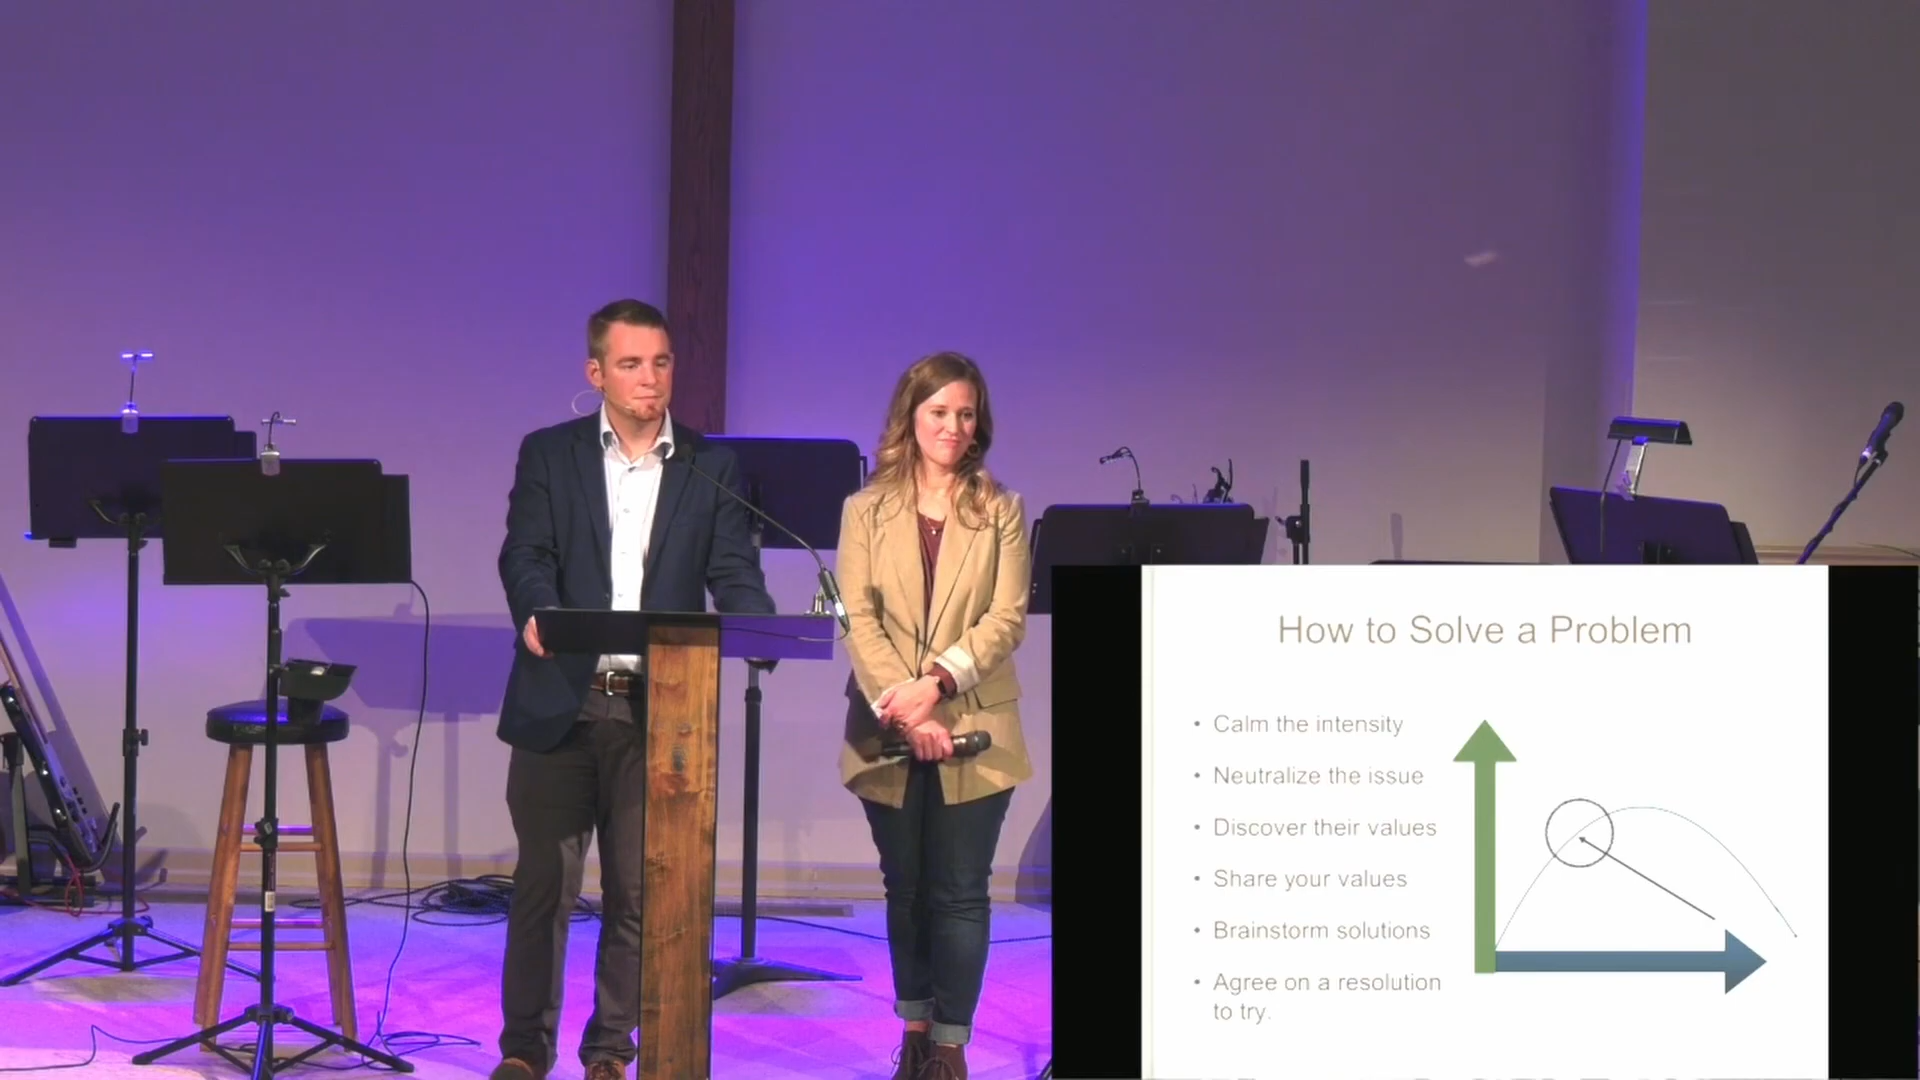 How to Solve a Problem
• Calm the intensity
• Neutralize the issue
• Discover their values
• Share your values
• Brainstorm solutions
• Agree on a resolution
to try.